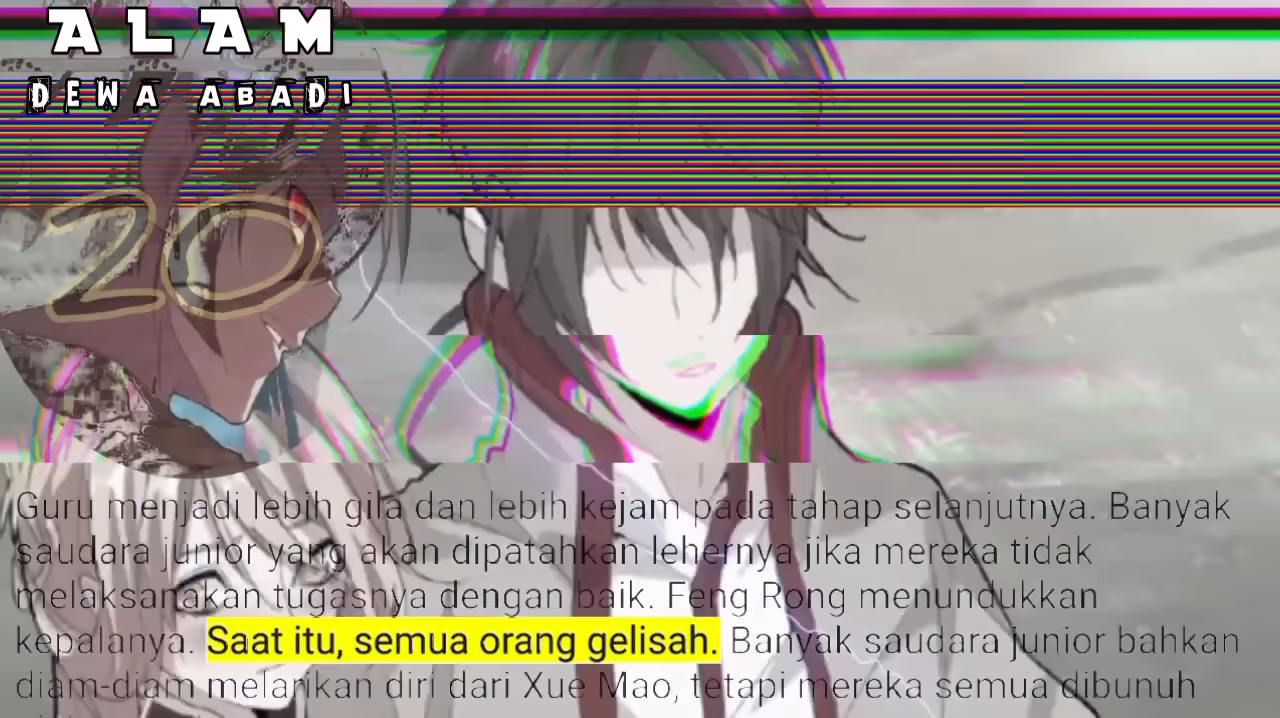 ALAM
DEWA ABADI
20
Guru menjadi lebih gila dan lebih kejam pada tahap selanjutnya. Banyak
saudara junior yang akan dipatahkan lehernya jika mereka tidak
melaksanakan tugasnya dengan baik. Feng Rong menundukkan
kepalanya. Saat itu, semua orang gelisah. Banyak saudara junior bahkan
diam-diam melarikan diri dari Xue Mao, tetapi mereka semua dibunuh